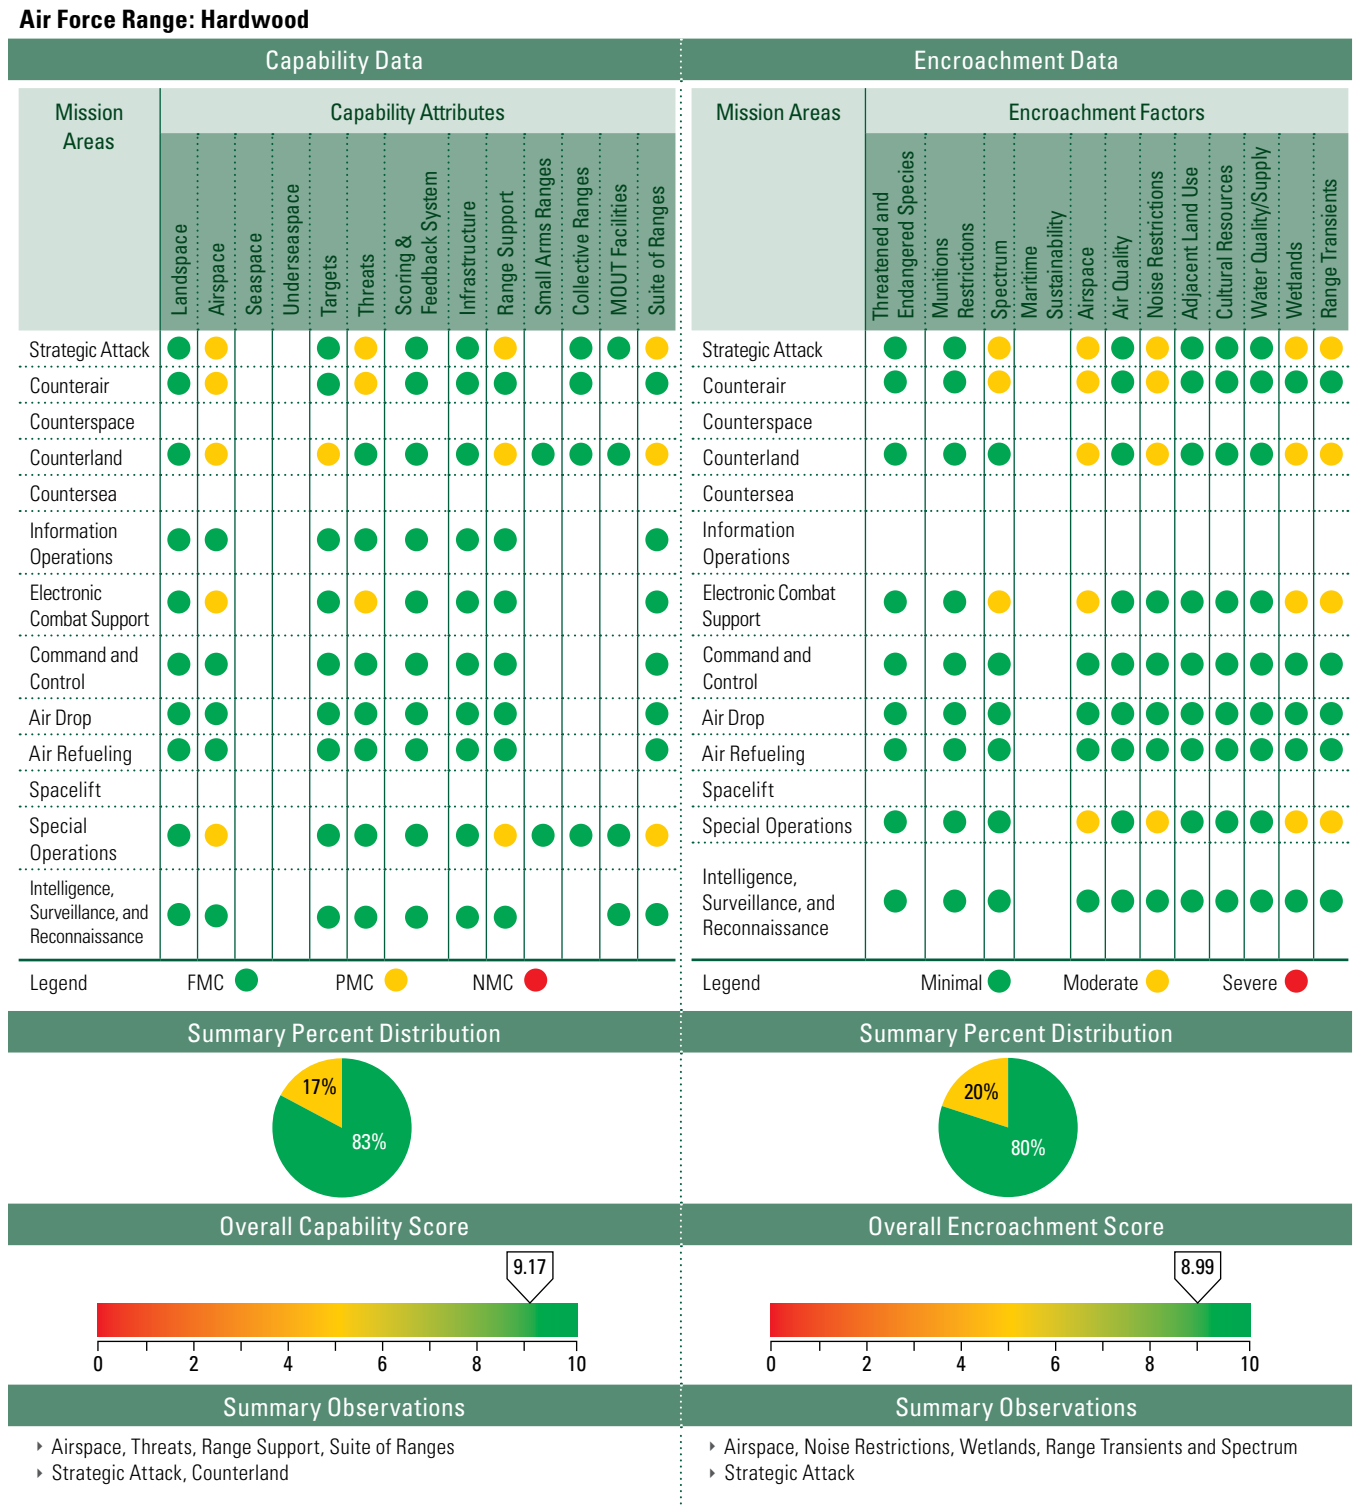 Air Force Range: Hardwood
Capability Data
Mission
Areas
Capability Attributes
Landspace
Airspace
Seaspace
Underseaspace
Targets
Threats
Scoring &
Feedback System
Infrastructure
Range Support
Small Arms Ranges
Collective Ranges
MOUT Facilities
Suite of Ranges
Strategic Attack
Counterair
Counterspace
Counterland
Countersea
Information
Operations
Electronic
Combat Support
Command and
Control
Air Drop
Air Refueling
Spacelift
Special
Operations
Intelligence,
Surveillance, and
Reconnaissance
Legend
FMC
PMC
NMC
Summary Percent Distribution
17%
83%
Overall Capability Score
9.17
0 2 4 6 8 10
Summary Observations
‣ Airspace, Threats, Range Support, Suite of Ranges
‣ Strategic Attack, Counterland
Encroachment Data
Mission Areas
Encroachment Factors
Threatened and
Endangered Species
Munitions
Restrictions
Spectrum
Maritime
Sustainability
Airspace
Air Quality
Noise Restrictions
Adjacent Land Use
Cultural Resources
Water Quality/Supply
Wetlands
Range Transients
Strategic Attack
Counterair
Counterspace
Counterland
Countersea
Information
Operations
Electronic Combat
Support
Command and
Control
Air Drop
Air Refueling
Spacelift
Special Operations
Intelligence,
Surveillance, and
Reconnaissance
Legend
Minimal
Moderate
Severe
Summary Percent Distribution
20%
80%
Overall Encroachment Score
8.99
0 2 4 6 8 10
Summary Observations
‣ Airspace, Noise Restrictions, Wetlands, Range Transients and Spectrum
‣ Strategic Attack